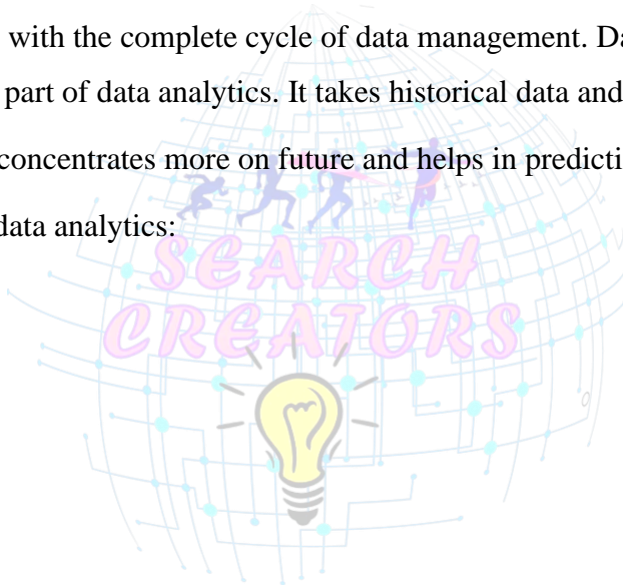 with the complete cycle of data management. Da
part of data analytics. It takes historical data and
concentrates more on future and helps in predicti
data analytics:
SEARCH
CREATORS